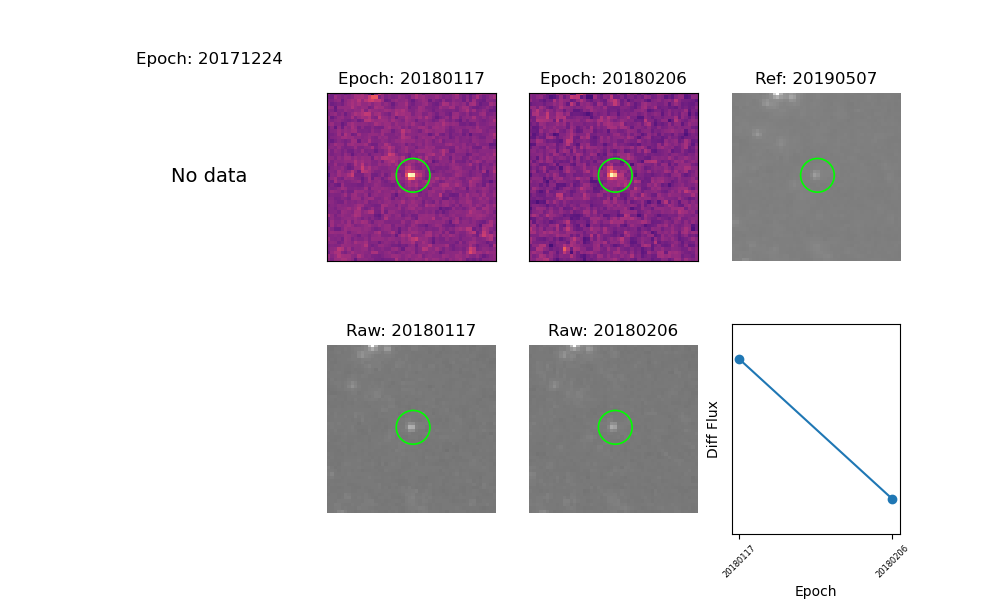 Epoch: 20171224
Epoch: 20180117
Epoch: 20180206
Ref: 20190507
No data
Raw: 20180117
Raw: 20180206
Diff Flux
20180117
20180206
Epoch